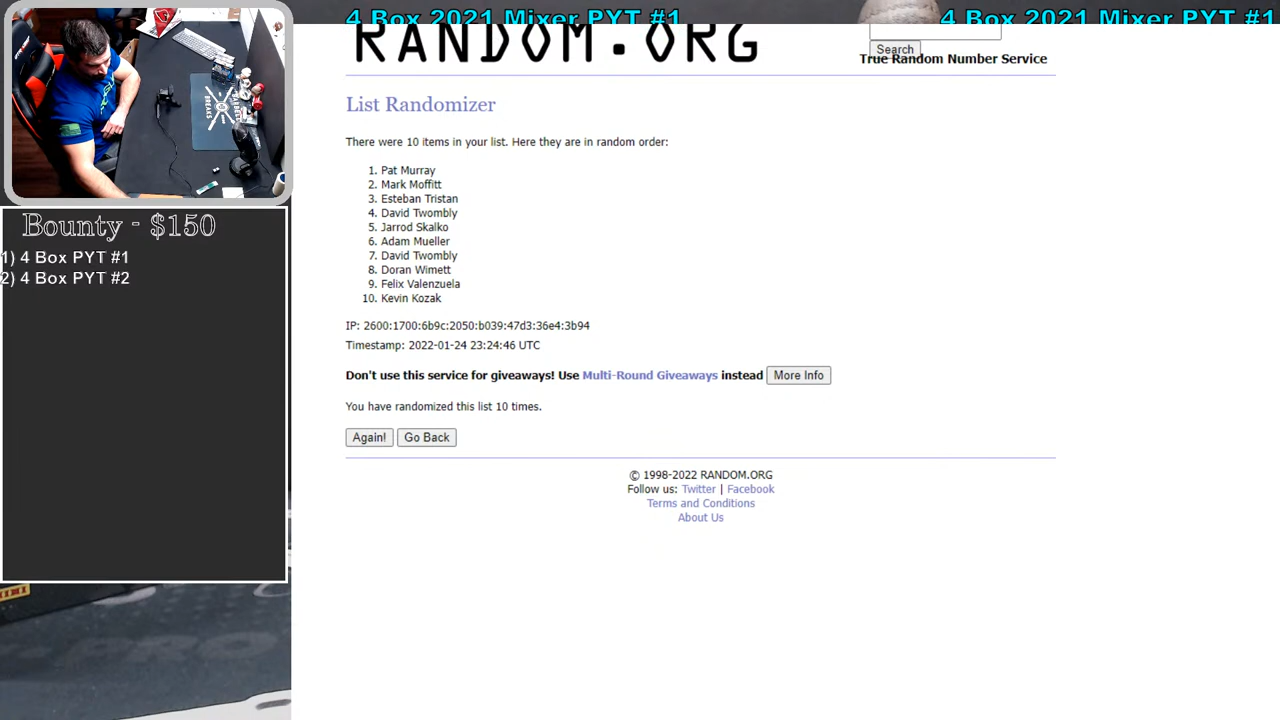 4 Box 2021 Mixer PYT #1
4 Box 2021 Mixer PYT #1
RANDOM.ORG
Search
True Random Number Service
List Randomizer
There were 10 items in your list. Here they are in random order:
1. Pat Murray
2. Mark Moffitt
3. Esteban Tristan
4. David Twombly
5. Jarrod Skalko
6. Adam Mueller
7. David Twombly
8. Doran Wimett
9. Felix Valenzuela
10. Kevin Kozak
IP: 2600:1700:6b9c:2050:b039:47d3:36e4:3b94
Timestamp: 2022-01-24 23:24:46 UTC
Don't use this service for giveaways! Use Multi-Round Giveaways instead More Info
You have randomized this list 10 times.
Again! Go Back
© 1998-2022 RANDOM.ORG
Follow us: Twitter | Facebook
Terms and Conditions
About Us
Bounty - $150
1) 4 Box PYT #1
2) 4 Box PYT #2
BREAKS